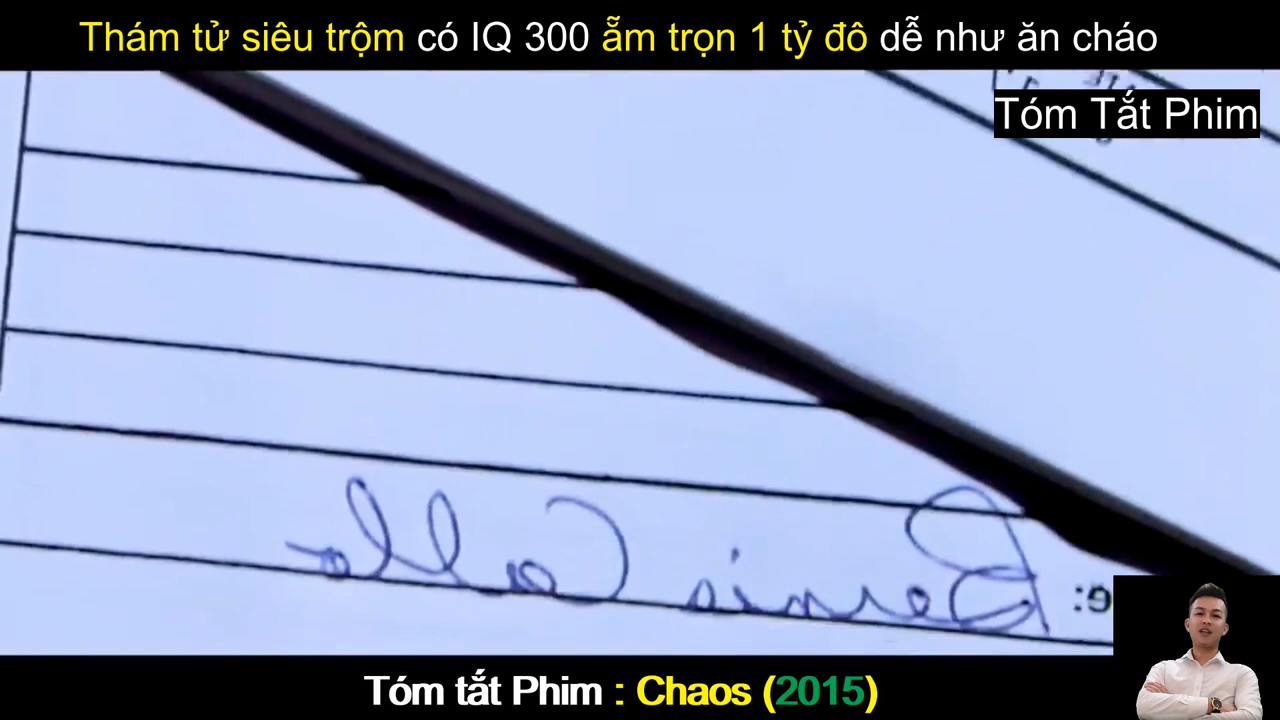 Thám tử siêu trộm có IQ 300 ẵm trọn 1 tỷ đô dễ như ăn cháo
Tóm Tắt Phim
Tóm tắt Phim : Chaos (2015)